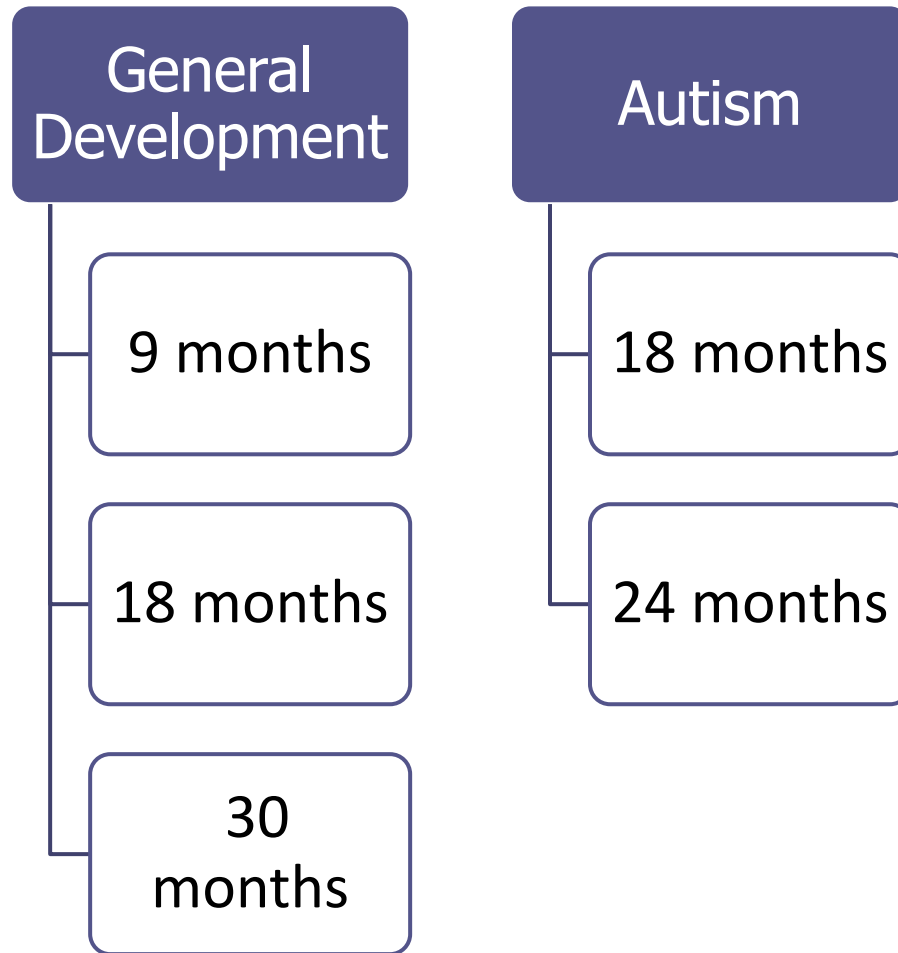 General
Development
9 months
18 months
30
months
Autism
18 months
24 months